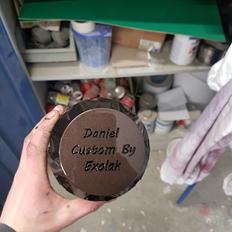 Daniel
Custom By
Exolak